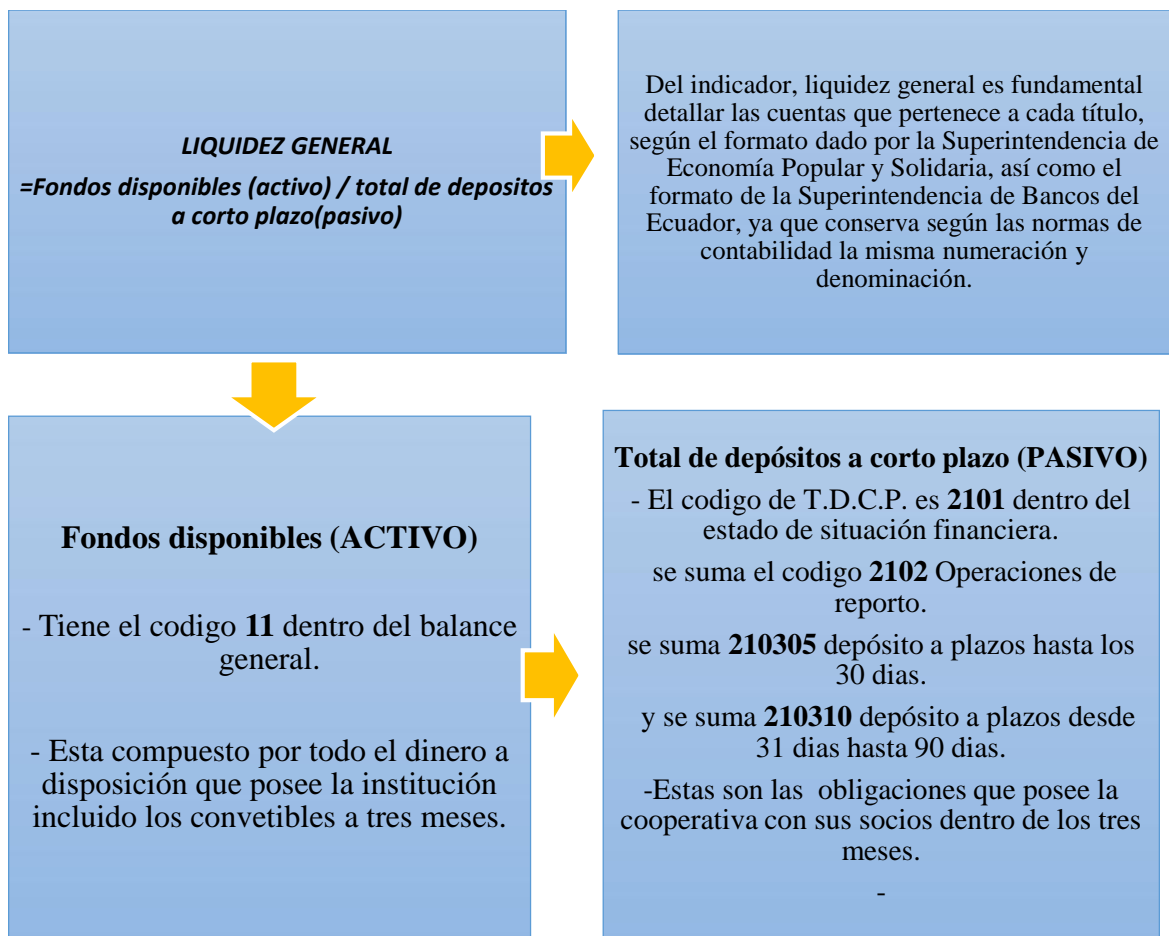 LIQUIDEZ GENERAL
=Fondos disponibles (activo) / total de depositos
a corto plazo(pasivo)
Del indicador, liquidez general es fundamental
detallar las cuentas que pertenece a cada título,
según el formato dado por la Superintendencia de
Economía Popular y Solidaria, así como el
formato de la Superintendencia de Bancos del
Ecuador, ya que conserva según las normas de
contabilidad la misma numeración y
denominación.
Fondos disponibles (ACTIVO)
- Tiene el codigo 11 dentro del balance
general.
- Esta compuesto por todo el dinero a
disposición que posee la institución
incluido los convetibles a tres meses.
Total de depósitos a corto plazo (PASIVO)
- El codigo de T.D.C.P. es 2101 dentro del
estado de situación financiera.
se suma el codigo 2102 Operaciones de
reporto.
se suma 210305 depósito a plazos hasta los
30 dias.
y se suma 210310 depósito a plazos desde
31 dias hasta 90 dias.
-Estas son las obligaciones que posee la
cooperativa con sus socios dentro de los tres
meses.
-